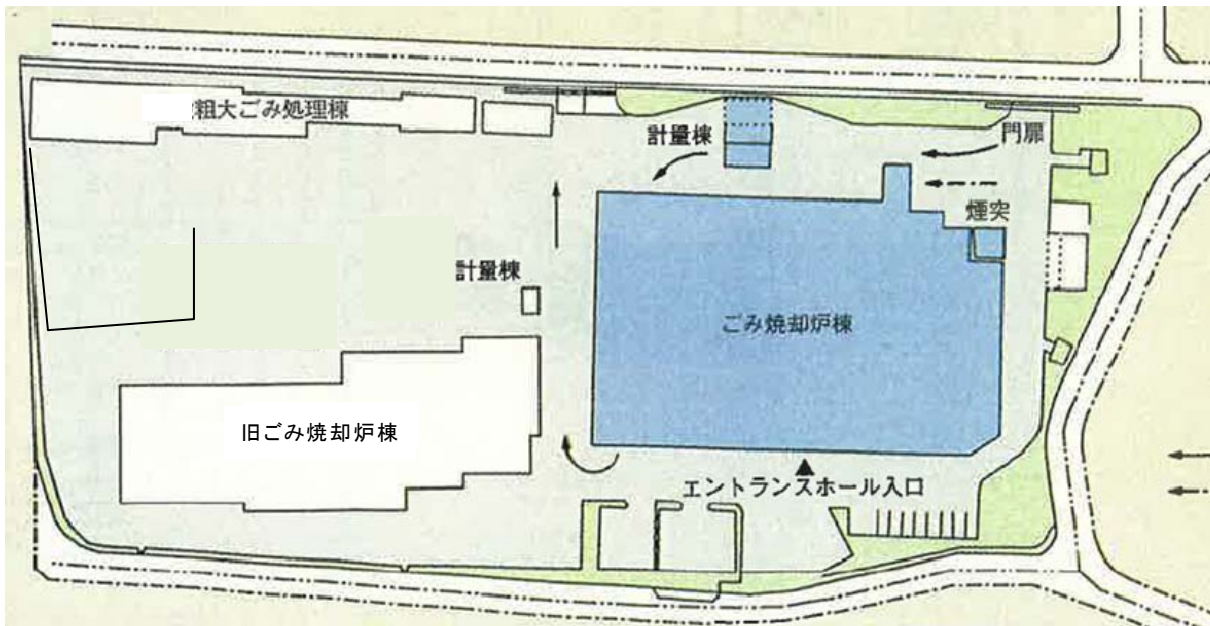 粗大ごみ処理棟
計量棟
門扉
煙突
計量棟
ごみ焼却炉棟
旧ごみ焼却炉棟
エントランスホール入口